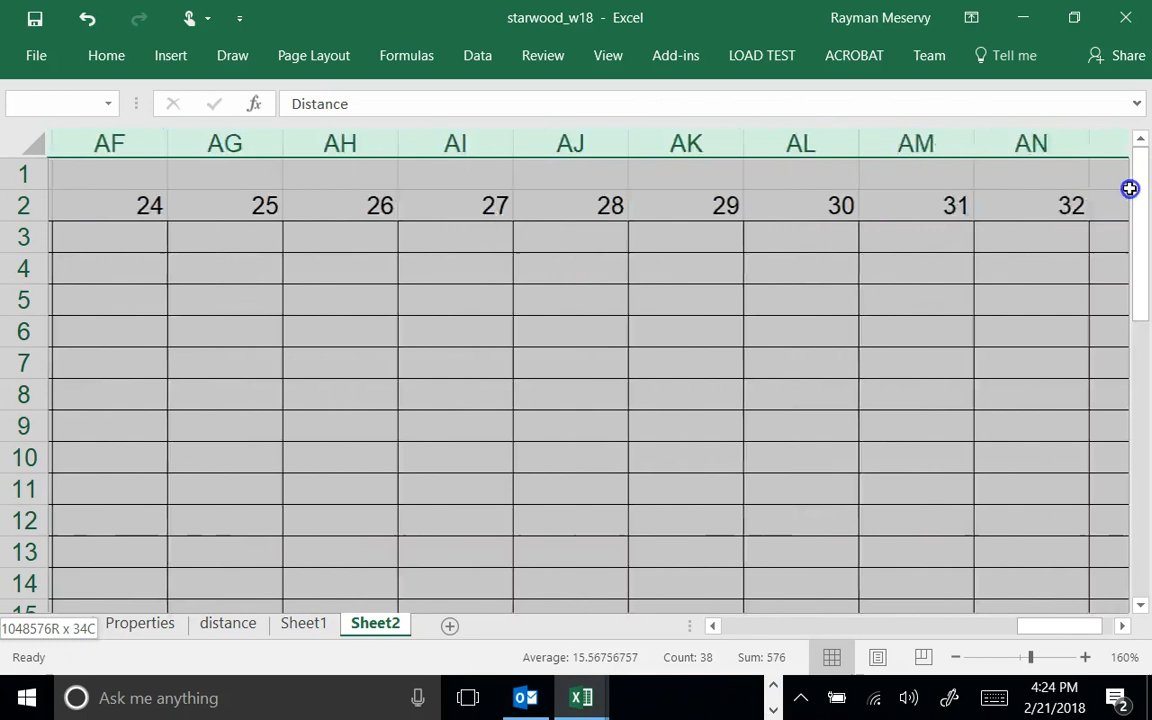 starwood_w18 - Excel
Rayman Meservy
File Home Insert Draw Page Layout Formulas Data Review View Add-ins LOAD TEST ACROBAT Team Tell me Share
fx Distance
AF AG AH AI AJ AK AL AM AN
1
2 24 25 26 27 28 29 30 31 32
3
4
5
6
7
8
9
10
11
12
13
14
15
1048576R x 34C Properties distance Sheet1 Sheet2
Ready Average: 15.56756757 Count: 38 Sum: 576 160%
Ask me anything 4:24 PM
2/21/2018 2